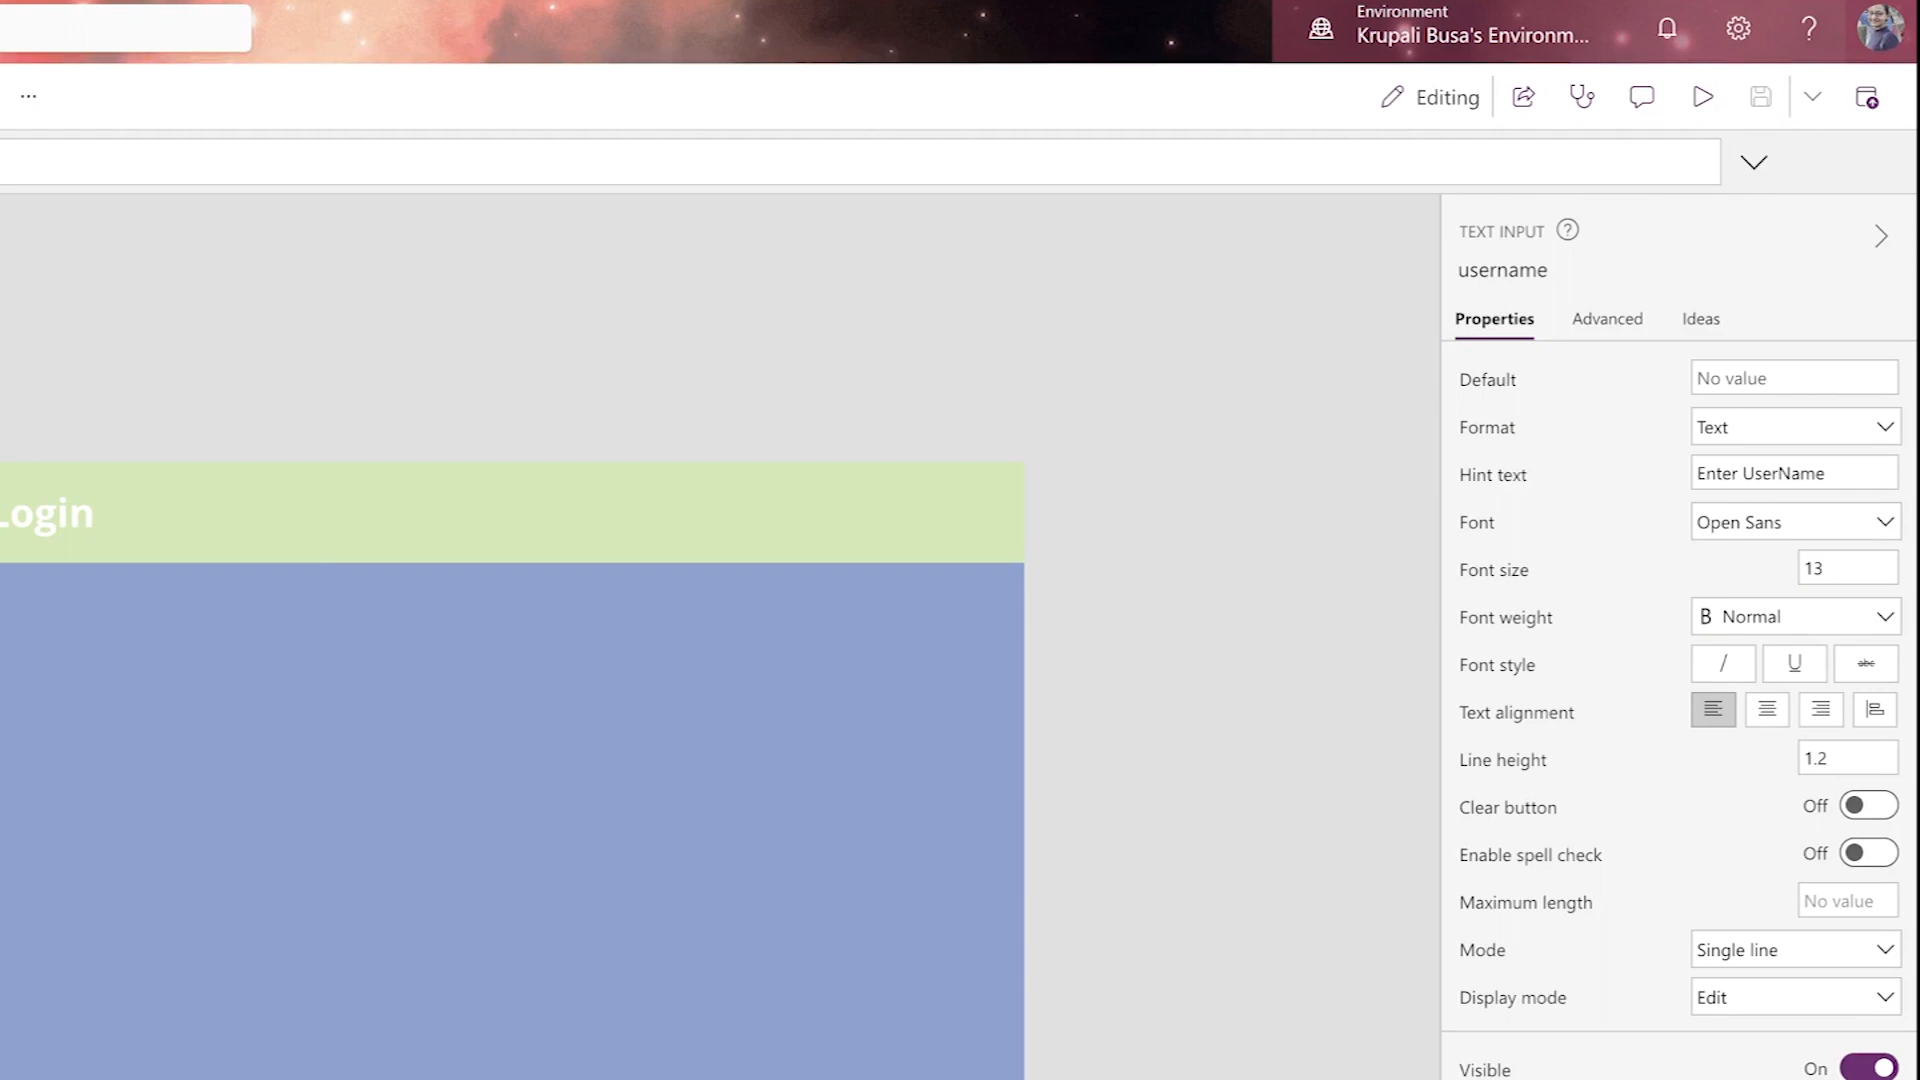 Environment
Krupali Busa's Environm...
...
Editing
TEXT INPUT
username
Properties Advanced Ideas
Default No value
Format Text
Hint text Enter UserName
Font Open Sans
Font size 13
Font weight B Normal
Font style / U abc
Text alignment
Line height 1.2
Clear button Off
Enable spell check Off
Maximum length No value
Mode Single line
Display mode Edit
Visible On
Login